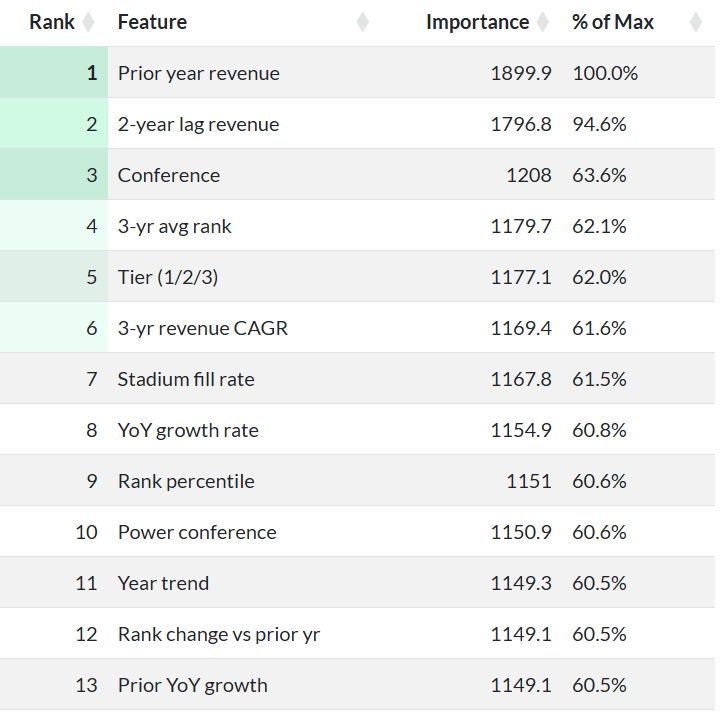 Rank Feature Importance % of Max
1 Prior year revenue 1899.9 100.0%
2 2-year lag revenue 1796.8 94.6%
3 Conference 1208 63.6%
4 3-yr avg rank 1179.7 62.1%
5 Tier (1/2/3) 1177.1 62.0%
6 3-yr revenue CAGR 1169.4 61.6%
7 Stadium fill rate 1167.8 61.5%
8 YoY growth rate 1154.9 60.8%
9 Rank percentile 1151 60.6%
10 Power conference 1150.9 60.6%
11 Year trend 1149.3 60.5%
12 Rank change vs prior yr 1149.1 60.5%
13 Prior YoY growth 1149.1 60.5%